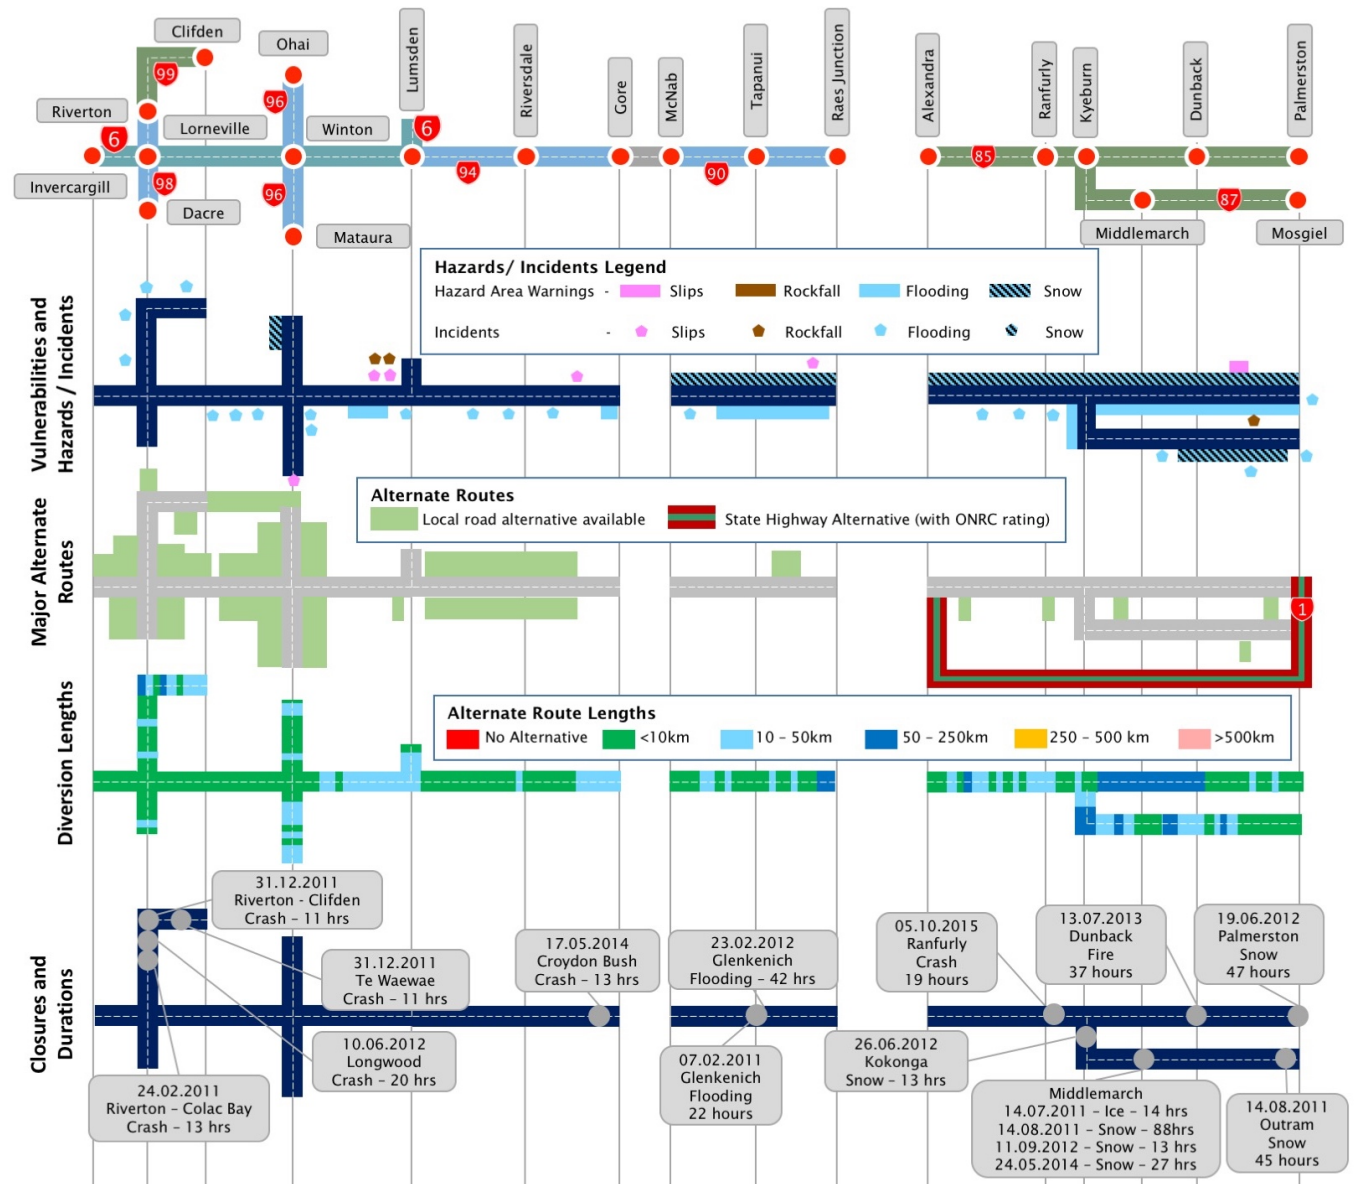 Clifden
Ohai
Lumsden
Riversdale
Gore
McNab
Tapanui
Raes Junction
Alexandra
Ranfurly
Kyeburn
Dunback
Palmerston
99
96
Riverton
Lorneville
Winton
6
6
94
90
85
Invercargill
98
96
87
Dacre
Mataura
Middlemarch
Mosgiel
Vulnerabilities and
Hazards / Incidents
Hazards/ Incidents Legend
Hazard Area Warnings - Slips Rockfall Flooding Snow
Incidents - Slips Rockfall Flooding Snow
Major Alternate
Routes
Alternate Routes
Local road alternative available State Highway Alternative (with ONRC rating)
1
Diversion Lengths
Alternate Route Lengths
No Alternative <10km 10 – 50km 50 – 250km 250 – 500 km >500km
Closures and
Durations
31.12.2011
Riverton - Clifden
Crash – 11 hrs
31.12.2011
Te Waewae
Crash – 11 hrs
10.06.2012
Longwood
Crash – 20 hrs
24.02.2011
Riverton – Colac Bay
Crash – 13 hrs
17.05.2014
Croydon Bush
Crash – 13 hrs
23.02.2012
Glenkenich
Flooding – 42 hrs
07.02.2011
Glenkenich
Flooding
22 hours
05.10.2015
Ranfurly
Crash
19 hours
13.07.2013
Dunback
Fire
37 hours
19.06.2012
Palmerston
Snow
47 hours
26.06.2012
Kokonga
Snow – 13 hrs
Middlemarch
14.07.2011 – Ice – 14 hrs
14.08.2011 – Snow – 88hrs
11.09.2012 – Snow – 13 hrs
24.05.2014 – Snow – 27 hrs
14.08.2011
Outram
Snow
45 hours